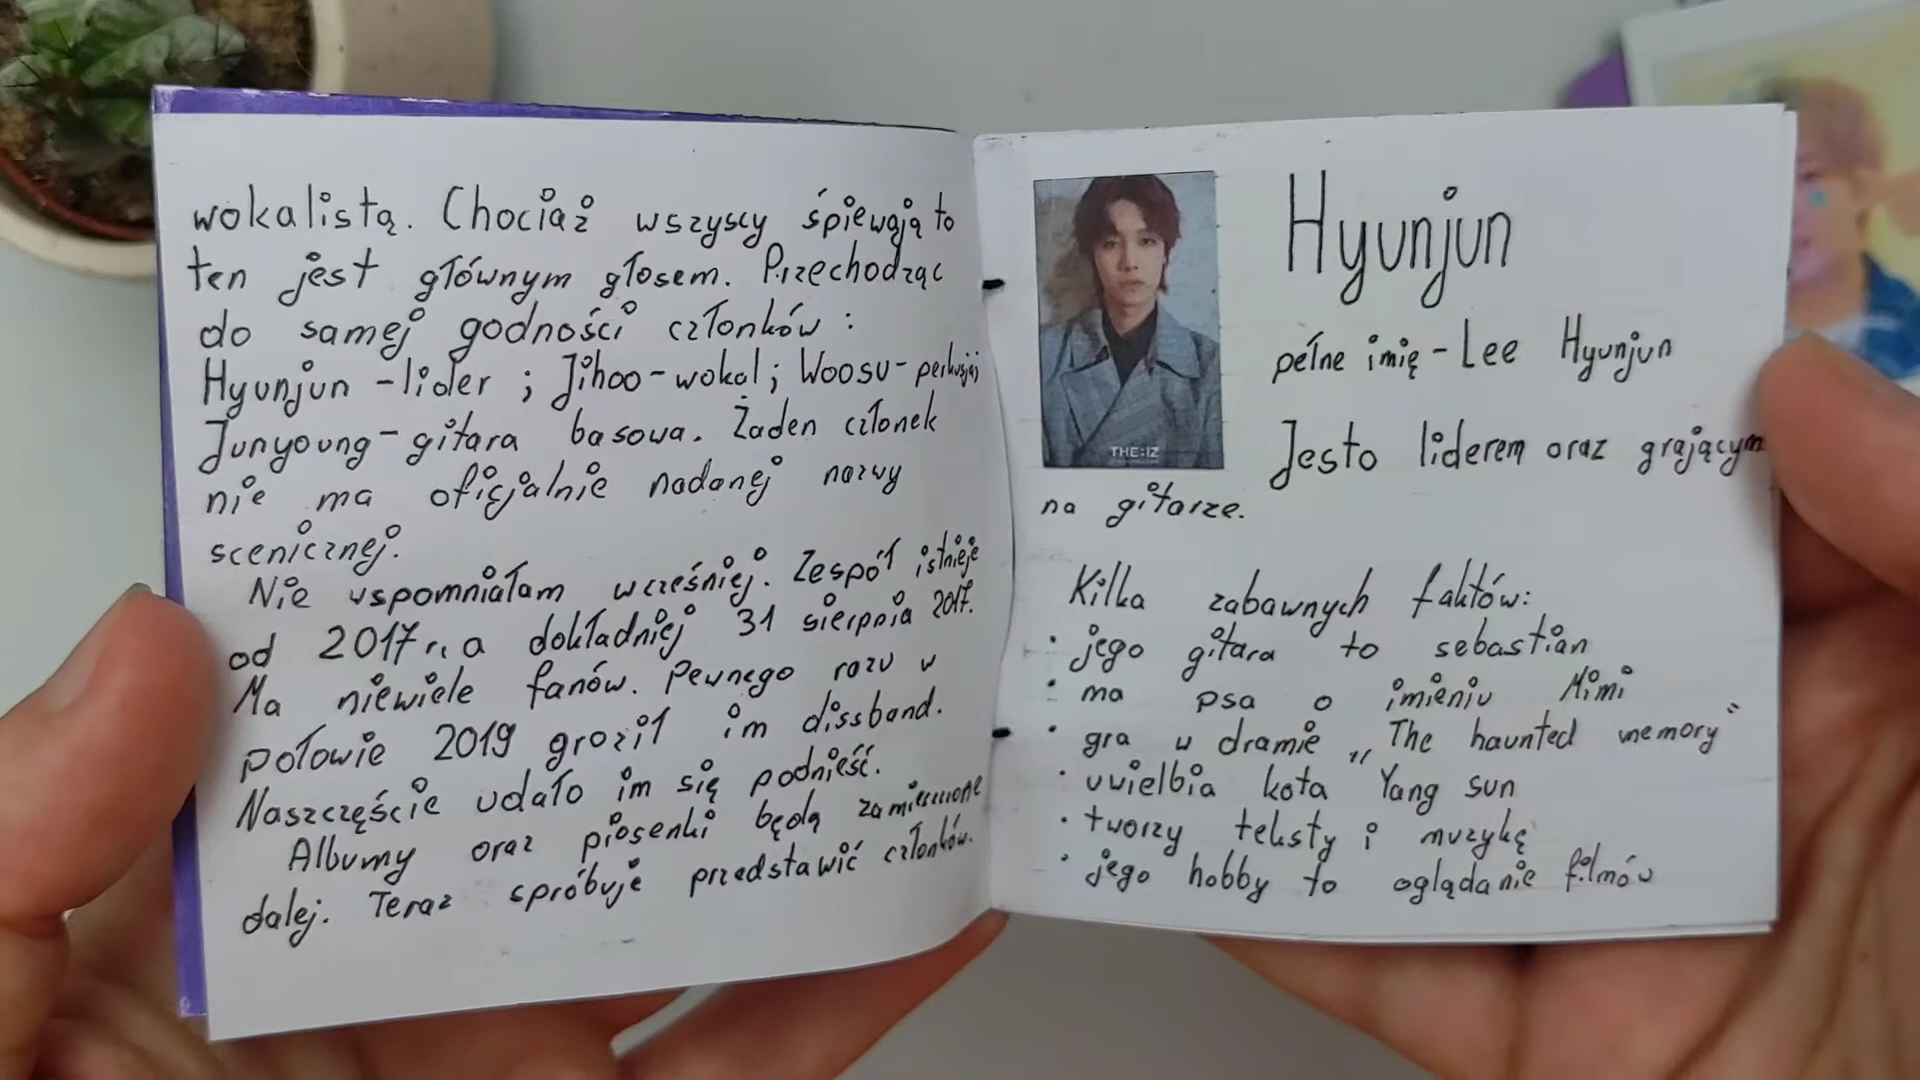 wokalistą. Chociaż wszyscy śpiewają to
ten jest głównym głosem. Przechodząc
do samej godności członków:
Hyunjun - lider ; Jihoo - wokal ; Woosu - perkusja;
Junyoung - gitara basowa. Żaden członek
nie ma oficjalnie nadanej nazwy
scenicznej.
Nie wspomniałam wcześniej. Zespół istnieje
od 2017r., a dokładniej 31 sierpnia 2017.
Ma niewiele fanów. Pewnego razu w
połowie 2019 groził im dissband.
Naszczęście udało im się podnieść.
Albumy oraz piosenki będą zamieszczone
dalej. Teraz spróbuje przedstawić członków.
THE:IZ
Hyunjun
pełne imię - Lee Hyunjun
Jesto liderem oraz grającym
na gitarze.
Kilka zabawnych faktów:
· jego gitara to sebastian
· ma psa o imieniu Mimi
· gra w dramie „The haunted memory"
· uwielbia kota Yang sun
· tworzy teksty i muzykę
· jego hobby to oglądanie filmów